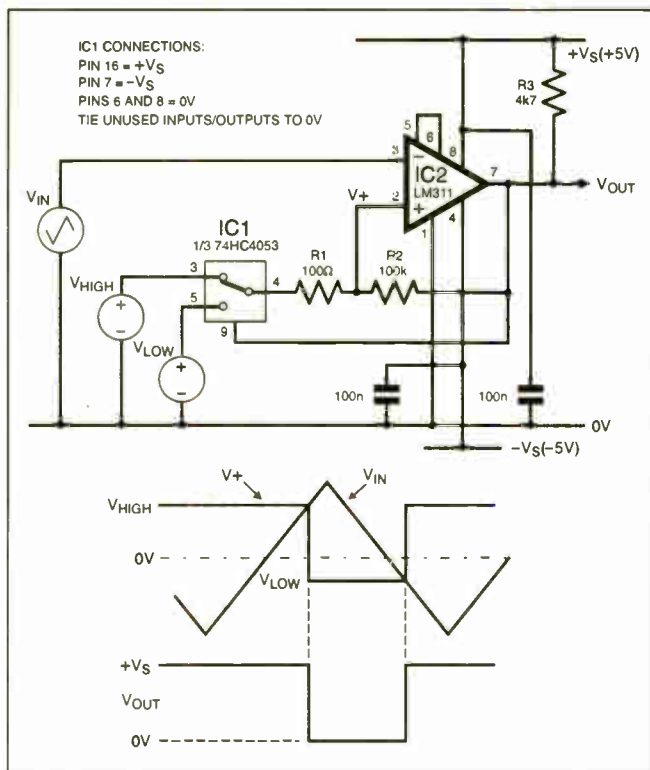 IC1 CONNECTIONS:
PIN 16 = +VS
PIN 7 = −VS
PINS 6 AND 8 = 0V
TIE UNUSED INPUTS/OUTPUTS TO 0V
+VS(+5V)
R3
4k7
5
6
8
3
−
IC2
LM311
7
VOUT
V+
2
+
4
1
VIN
IC1
1/3 74HC4053
R1
100Ω
R2
100k
VHIGH
3
4
5
9
+
−
VLOW
+
−
100n
100n
0V
−VS(−5V)
V+
VIN
VHIGH
0V
VLOW
+VS
VOUT
0V